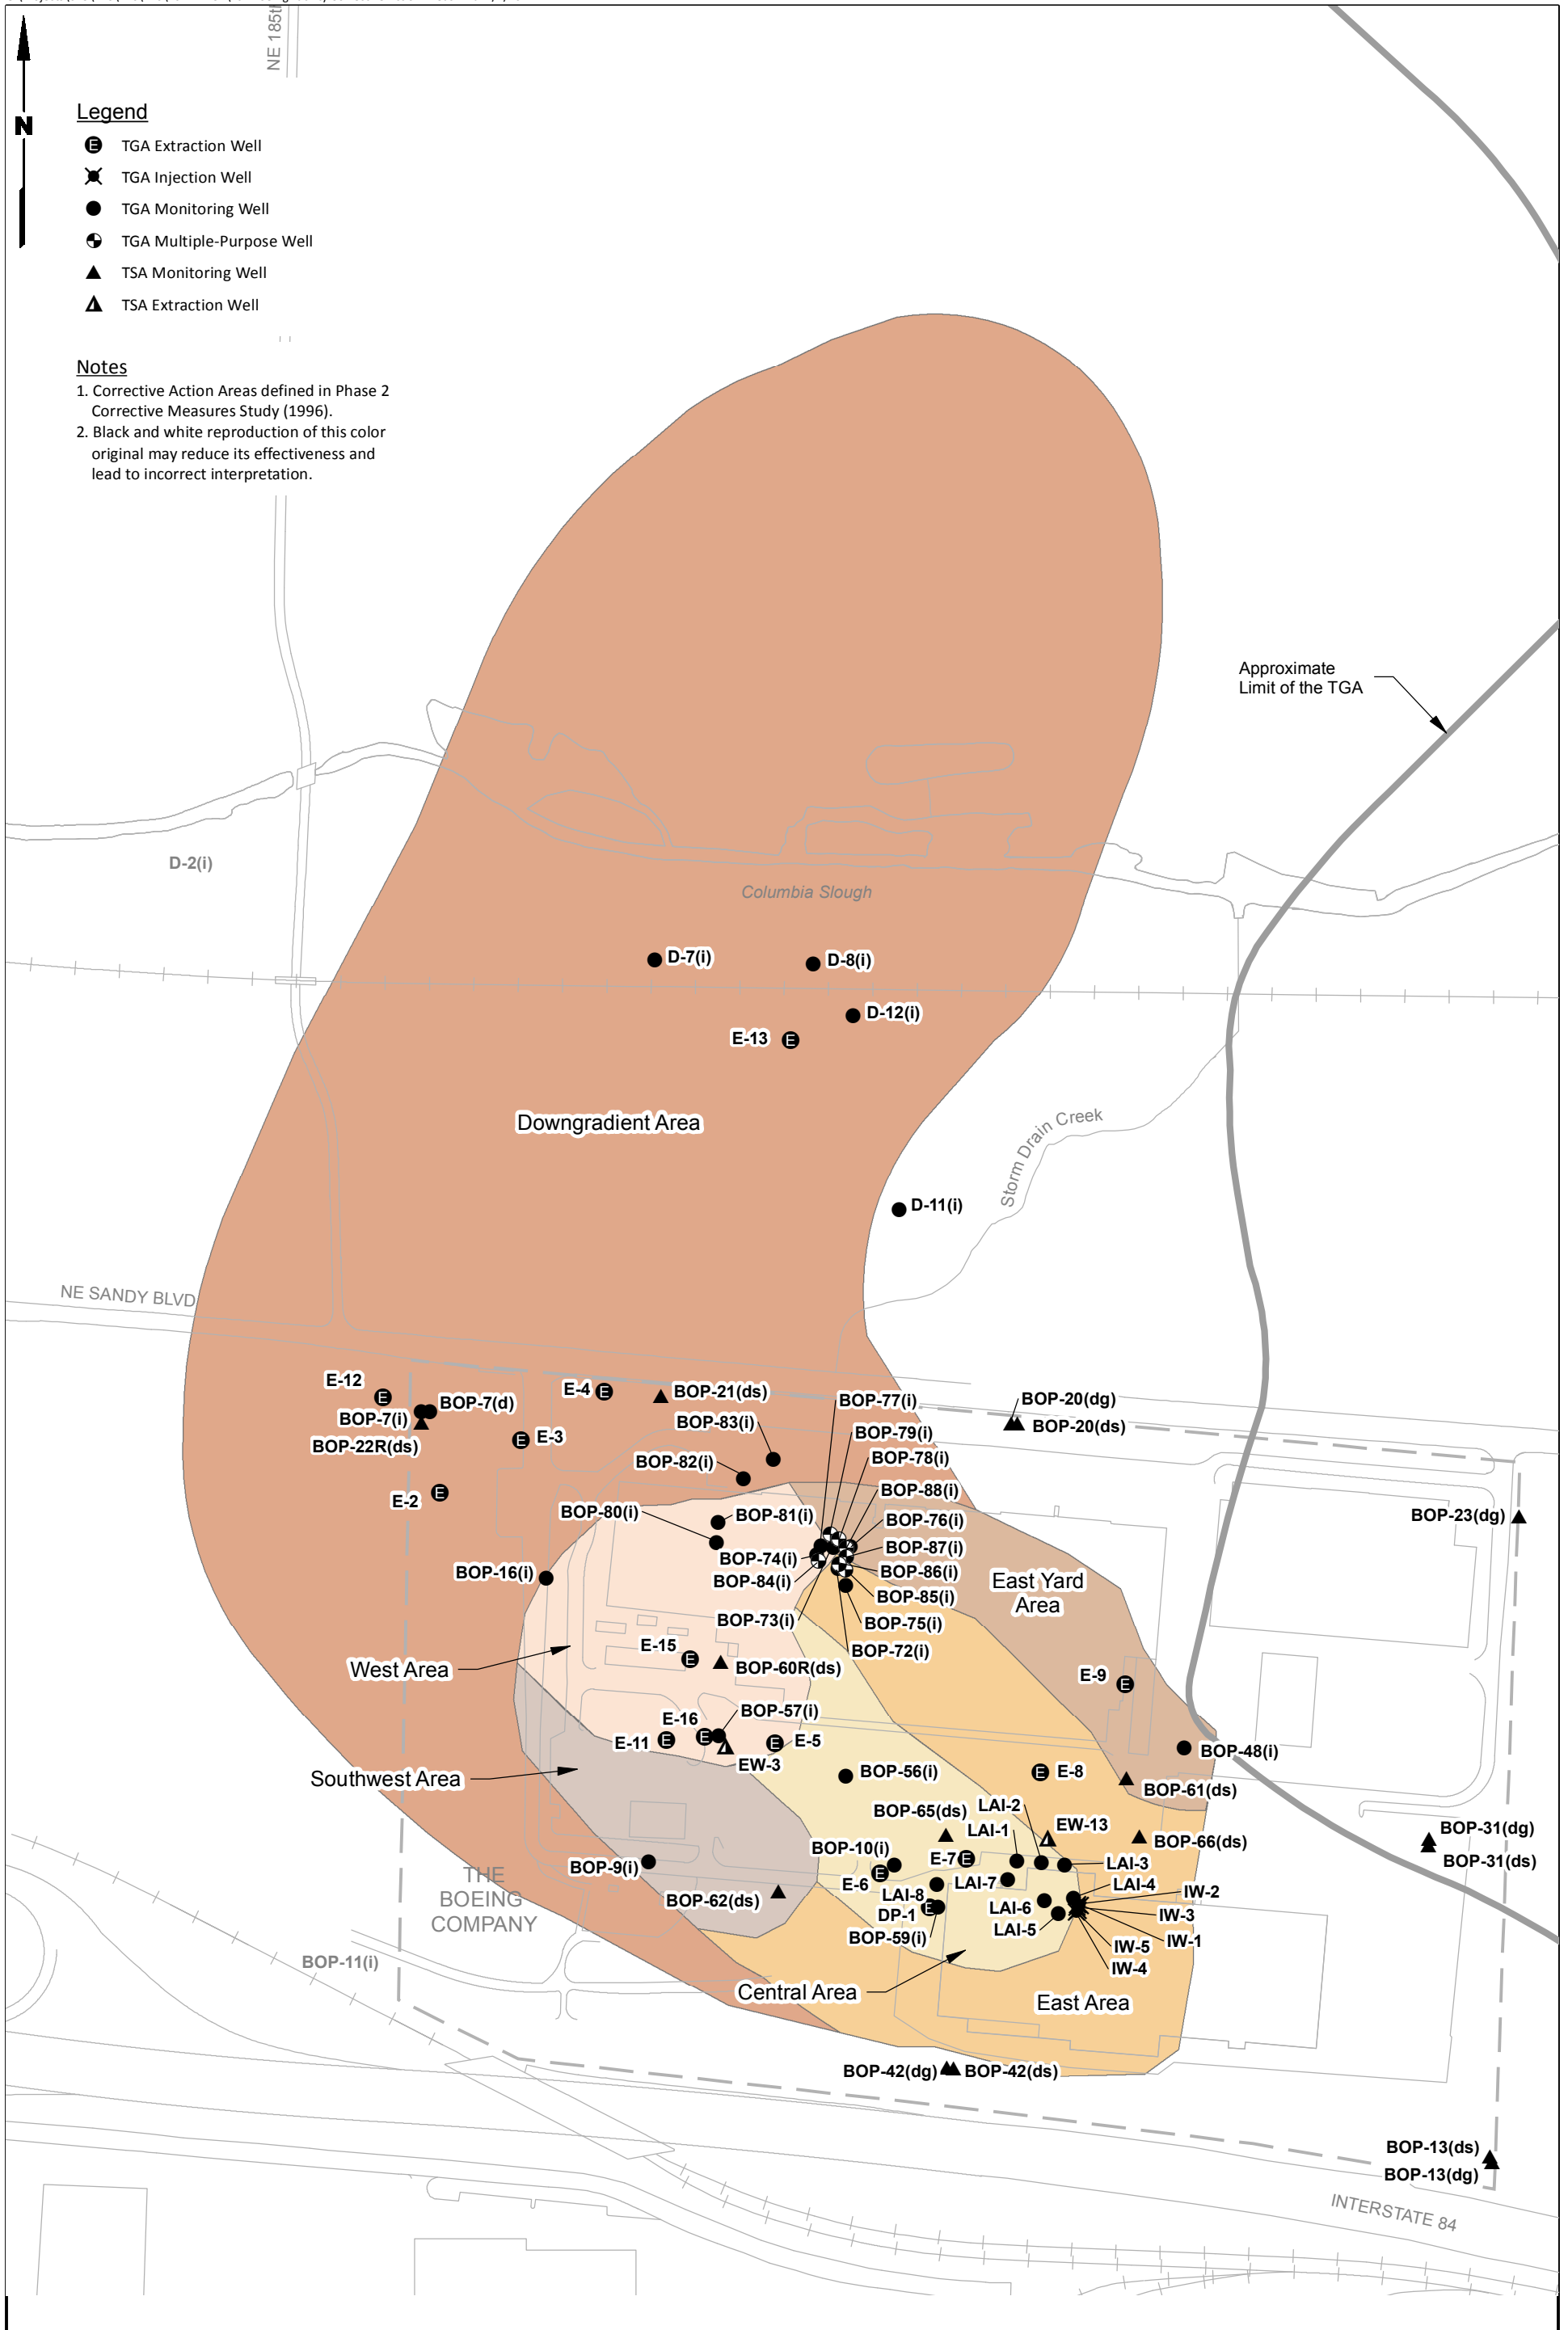 NE 185th
N
Legend
E TGA Extraction Well
TGA Injection Well
TGA Monitoring Well
TGA Multiple-Purpose Well
TSA Monitoring Well
TSA Extraction Well
Notes
1. Corrective Action Areas defined in Phase 2
Corrective Measures Study (1996).
2. Black and white reproduction of this color
original may reduce its effectiveness and
lead to incorrect interpretation.
Approximate
Limit of the TGA
D-2(i)
Columbia Slough
D-7(i)
D-8(i)
D-12(i)
E-13 E
Downgradient Area
Storm Drain Creek
D-11(i)
NE SANDY BLVD
E-12 E
BOP-7(d)
BOP-7(i)
BOP-22R(ds)
E-4 E
BOP-21(ds)
E E-3
E-2 E
BOP-83(i)
BOP-82(i)
BOP-77(i)
BOP-79(i)
BOP-78(i)
BOP-88(i)
BOP-76(i)
BOP-87(i)
BOP-86(i)
BOP-85(i)
BOP-75(i)
BOP-72(i)
BOP-20(dg)
BOP-20(ds)
BOP-23(dg)
BOP-80(i)
BOP-81(i)
BOP-74(i)
BOP-84(i)
BOP-73(i)
BOP-16(i)
East Yard
Area
West Area
E-15 E
BOP-60R(ds)
E-9 E
BOP-57(i)
E-16 E
E-11 E
E E-5
EW-3
BOP-48(i)
Southwest Area
BOP-56(i)
E E-8
BOP-61(ds)
BOP-65(ds)
LAI-2
LAI-1
EW-13
BOP-66(ds)
BOP-31(dg)
BOP-31(ds)
BOP-10(i)
E-7 E
E-6 E
LAI-3
LAI-7
LAI-4
BOP-9(i)
THE
BOEING
COMPANY
BOP-62(ds)
LAI-8
DP-1 E
BOP-59(i)
LAI-6
LAI-5
IW-2
IW-3
IW-1
IW-5
IW-4
BOP-11(i)
Central Area
East Area
BOP-42(dg)
BOP-42(ds)
BOP-13(ds)
BOP-13(dg)
INTERSTATE 84